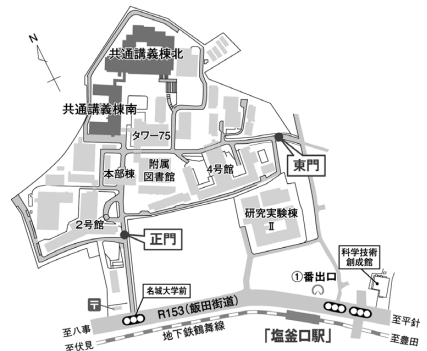 N
共通講義棟北
共通講義棟南
タワー75
東門
本部棟
附属
図書館
4号館
研究実験棟
Ⅱ
2号館
正門
科学技術
創成館
①番出口
名城大学前
R153(飯田街道)
至平針
至八事
地下鉄鶴舞線
「塩釜口駅」
至豊田
至伏見